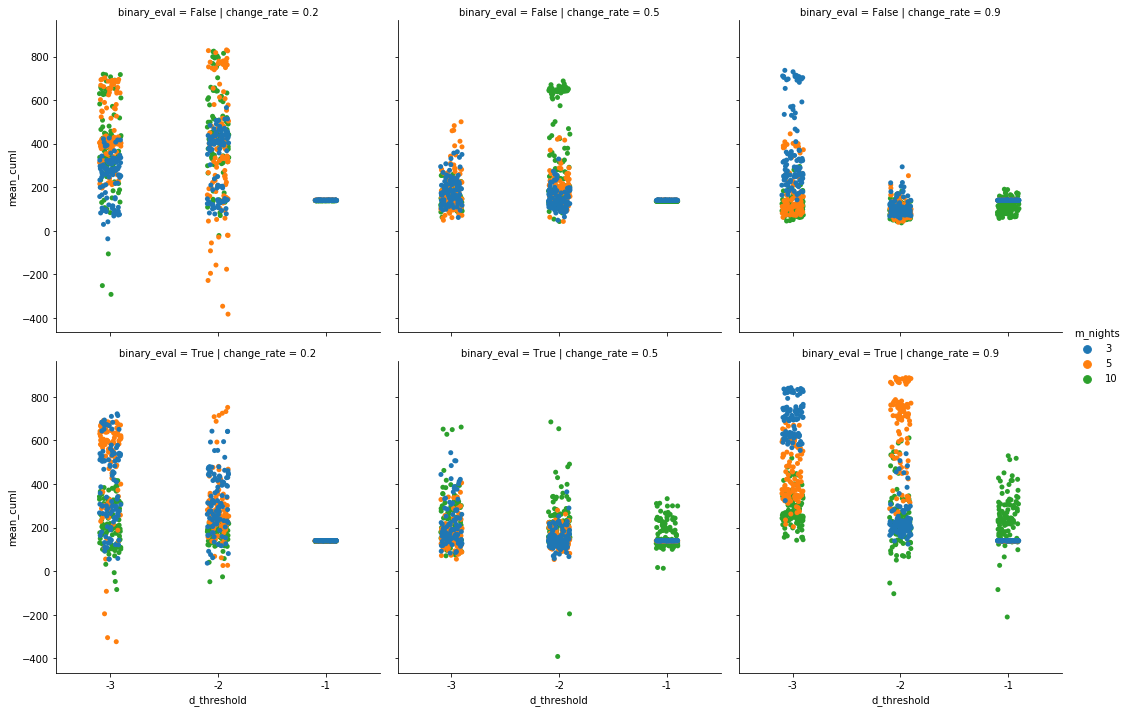 binary_eval = False | change_rate = 0.2
binary_eval = False | change_rate = 0.5
binary_eval = False | change_rate = 0.9
800
600
400
200
0
−200
−400
mean_cuml
binary_eval = True | change_rate = 0.2
binary_eval = True | change_rate = 0.5
binary_eval = True | change_rate = 0.9
m_nights
3
5
10
800
600
400
200
0
−200
−400
mean_cuml
-3 -2 -1
d_threshold
-3 -2 -1
d_threshold
-3 -2 -1
d_threshold